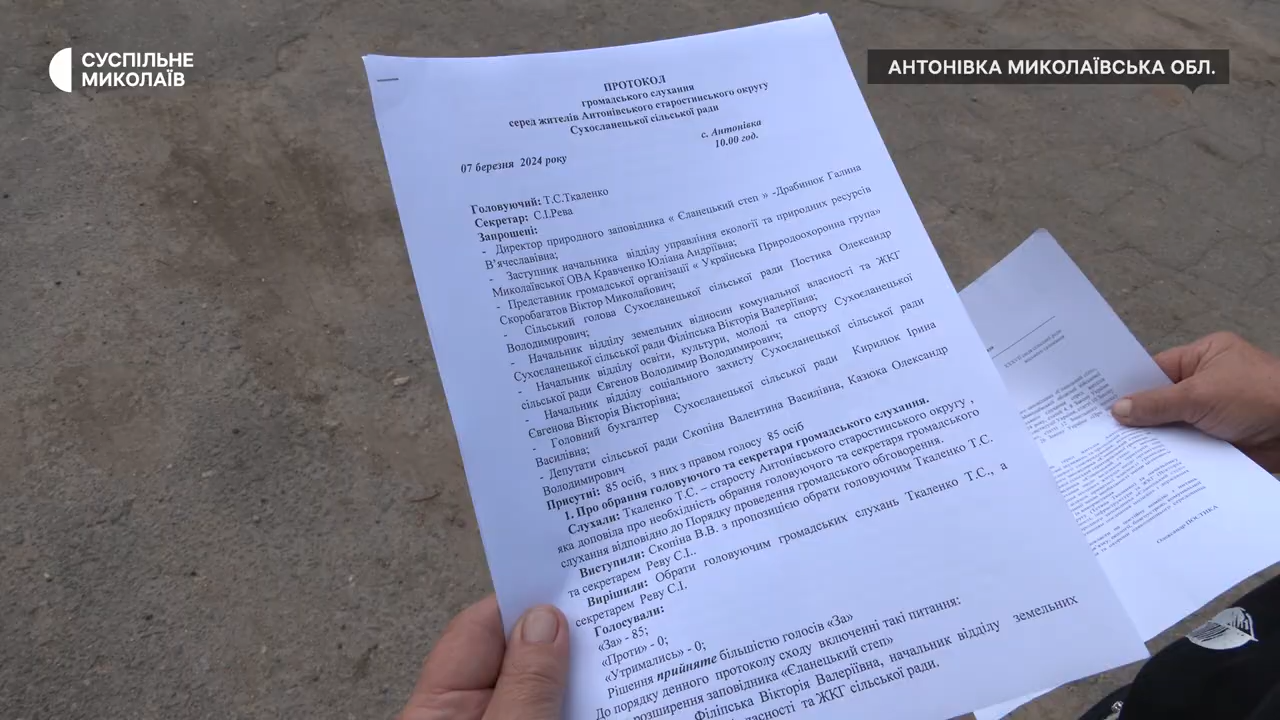 СУСПІЛЬНЕ
МИКОЛАЇВ
АНТОНІВКА МИКОЛАЇВСЬКА ОБЛ.
ПРОТОКОЛ
громадського слухання
серед жителів Антонівського старостинського округу
Сухоєланецької сільської ради
с. Антонівка
10.00 год.
07 березня 2024 року
Головуючий: Т.С.Ткаленко
Секретар: С.І.Рева
Запрошені:
- Директор природного заповідника « Єланецький степ » -Драбинюк Галина
В’ячеславівна;
- Заступник начальника відділу управління екології та природних ресурсів
Миколаївської ОВА Кравченко Юліана Андріївна;
- Представник громадської організації « Українська Природоохоронна група»
Скоробагатов Віктор Миколайович;
- Сільський голова Сухоєланецької сільської ради Постика Олександр
Володимирович;
- Начальник відділу земельних відносин комунальної власності та ЖКГ
Сухоєланецької сільської ради Філіпська Вікторія Валеріївна;
- Начальник відділу освіти, культури, молоді та спорту Сухоєланецької
сільської ради Євгенов Володимир Володимирович;
- Начальник відділу соціального захисту Сухоєланецької сільської ради
Євгенова Вікторія Вікторівна;
- Головний бухгалтер Сухоєланецької сільської ради Кирилюк Ірина
Василівна;
- Депутати сільської ради Скопіна Валентина Василівна, Казюка Олександр
Володимирович
Присутні: 85 осіб, з них з правом голосу 85 осіб
1. Про обрання головуючого та секретаря громадського слухання.
Слухали: Ткаленко Т.С. – старосту Антонівського старостинського округу ,
яка доповіла про необхідність обрання головуючого та секретаря громадського
слухання відповідно до Порядку проведення громадського обговорення.
Виступили: Скопіна В.В. з пропозицією обрати головуючим Ткаленко Т.С.
та секретарем Реву С.І..
Вирішили: Обрати головуючим громадських слухань Ткаленко Т.С., а
секретарем Реву С.І.
Голосували:
«За» - 85;
«Проти» - 0;
«Утримались» - 0;
Рішення прийняте більшістю голосів «За»
До порядку денного протоколу сходу включенні такі питання:
розширення заповідника «Єланецький степ»
Філіпська Вікторія Валеріївна, начальник відділу земельних
власності та ЖКГ сільської ради.
Олександр ПОСТИКА